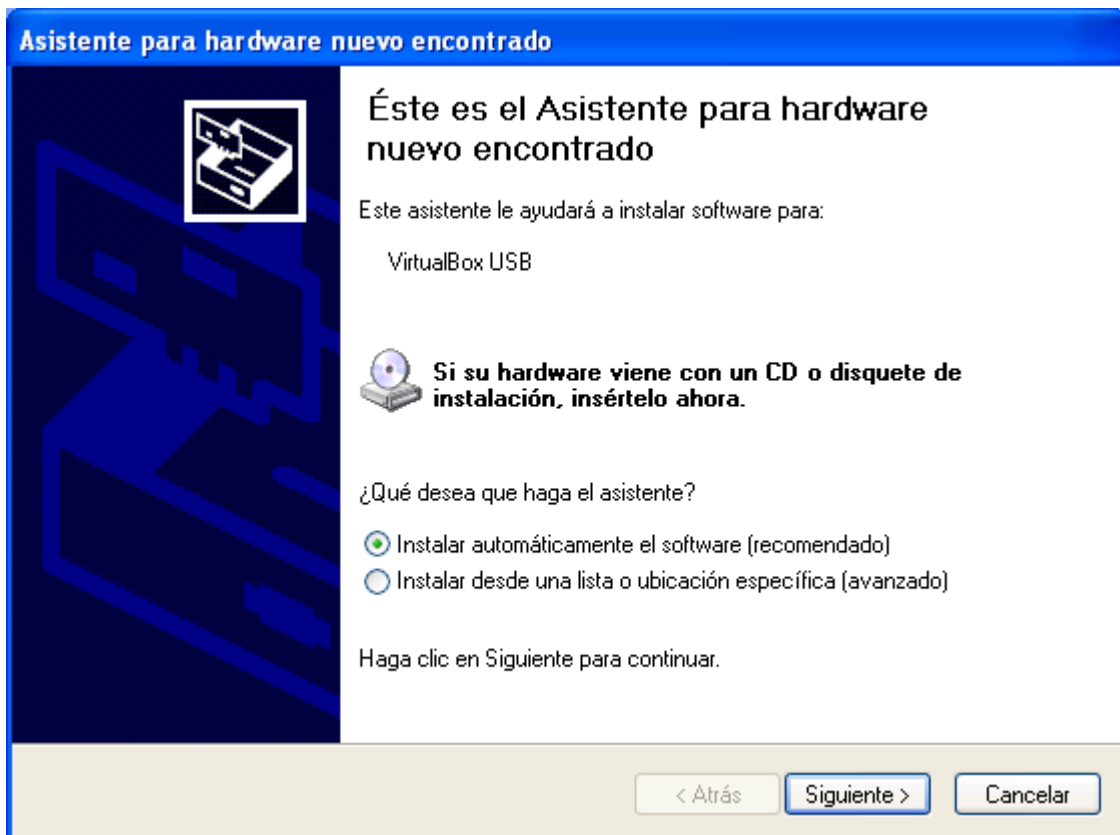 Asistente para hardware nuevo encontrado
Éste es el Asistente para hardware
nuevo encontrado
Este asistente le ayudará a instalar software para:
VirtualBox USB
Si su hardware viene con un CD o disquete de
instalación, insértelo ahora.
¿Qué desea que haga el asistente?
Instalar automáticamente el software (recomendado)
Instalar desde una lista o ubicación específica (avanzado)
Haga clic en Siguiente para continuar.
< Atrás Siguiente > Cancelar